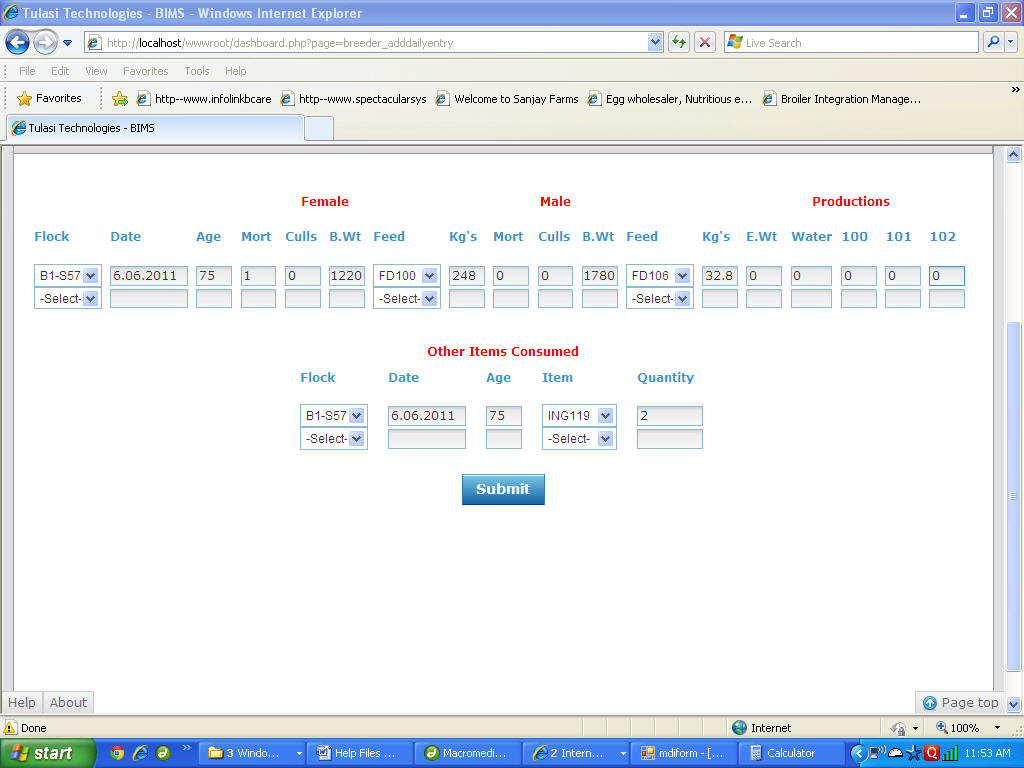 Tulasi Technologies - BIMS - Windows Internet Explorer
http://localhost/wwwroot/dashboard.php?page=breeder_adddailyentry
Live Search
File Edit View Favorites Tools Help
Favorites http--www.infolinkbcare http--www.spectacularsys Welcome to Sanjay Farms Egg wholesaler, Nutritious e... Broiler Integration Manage... »
Tulasi Technologies - BIMS
Female Male Productions
Flock Date Age Mort Culls B.Wt Feed Kg's Mort Culls B.Wt Feed Kg's E.Wt Water 100 101 102
B1-S57 6.06.2011 75 1 0 1220 FD100 248 0 0 1780 FD106 32.8 0 0 0 0 0
-Select- -Select- -Select-
Other Items Consumed
Flock Date Age Item Quantity
B1-S57 6.06.2011 75 ING119 2
-Select- -Select-
Submit
Help About Page top
Done Internet 100%
start » 3 Windo... Help Files ... Macromedi... 2 Intern... mdiform - [... Calculator 11:53 AM